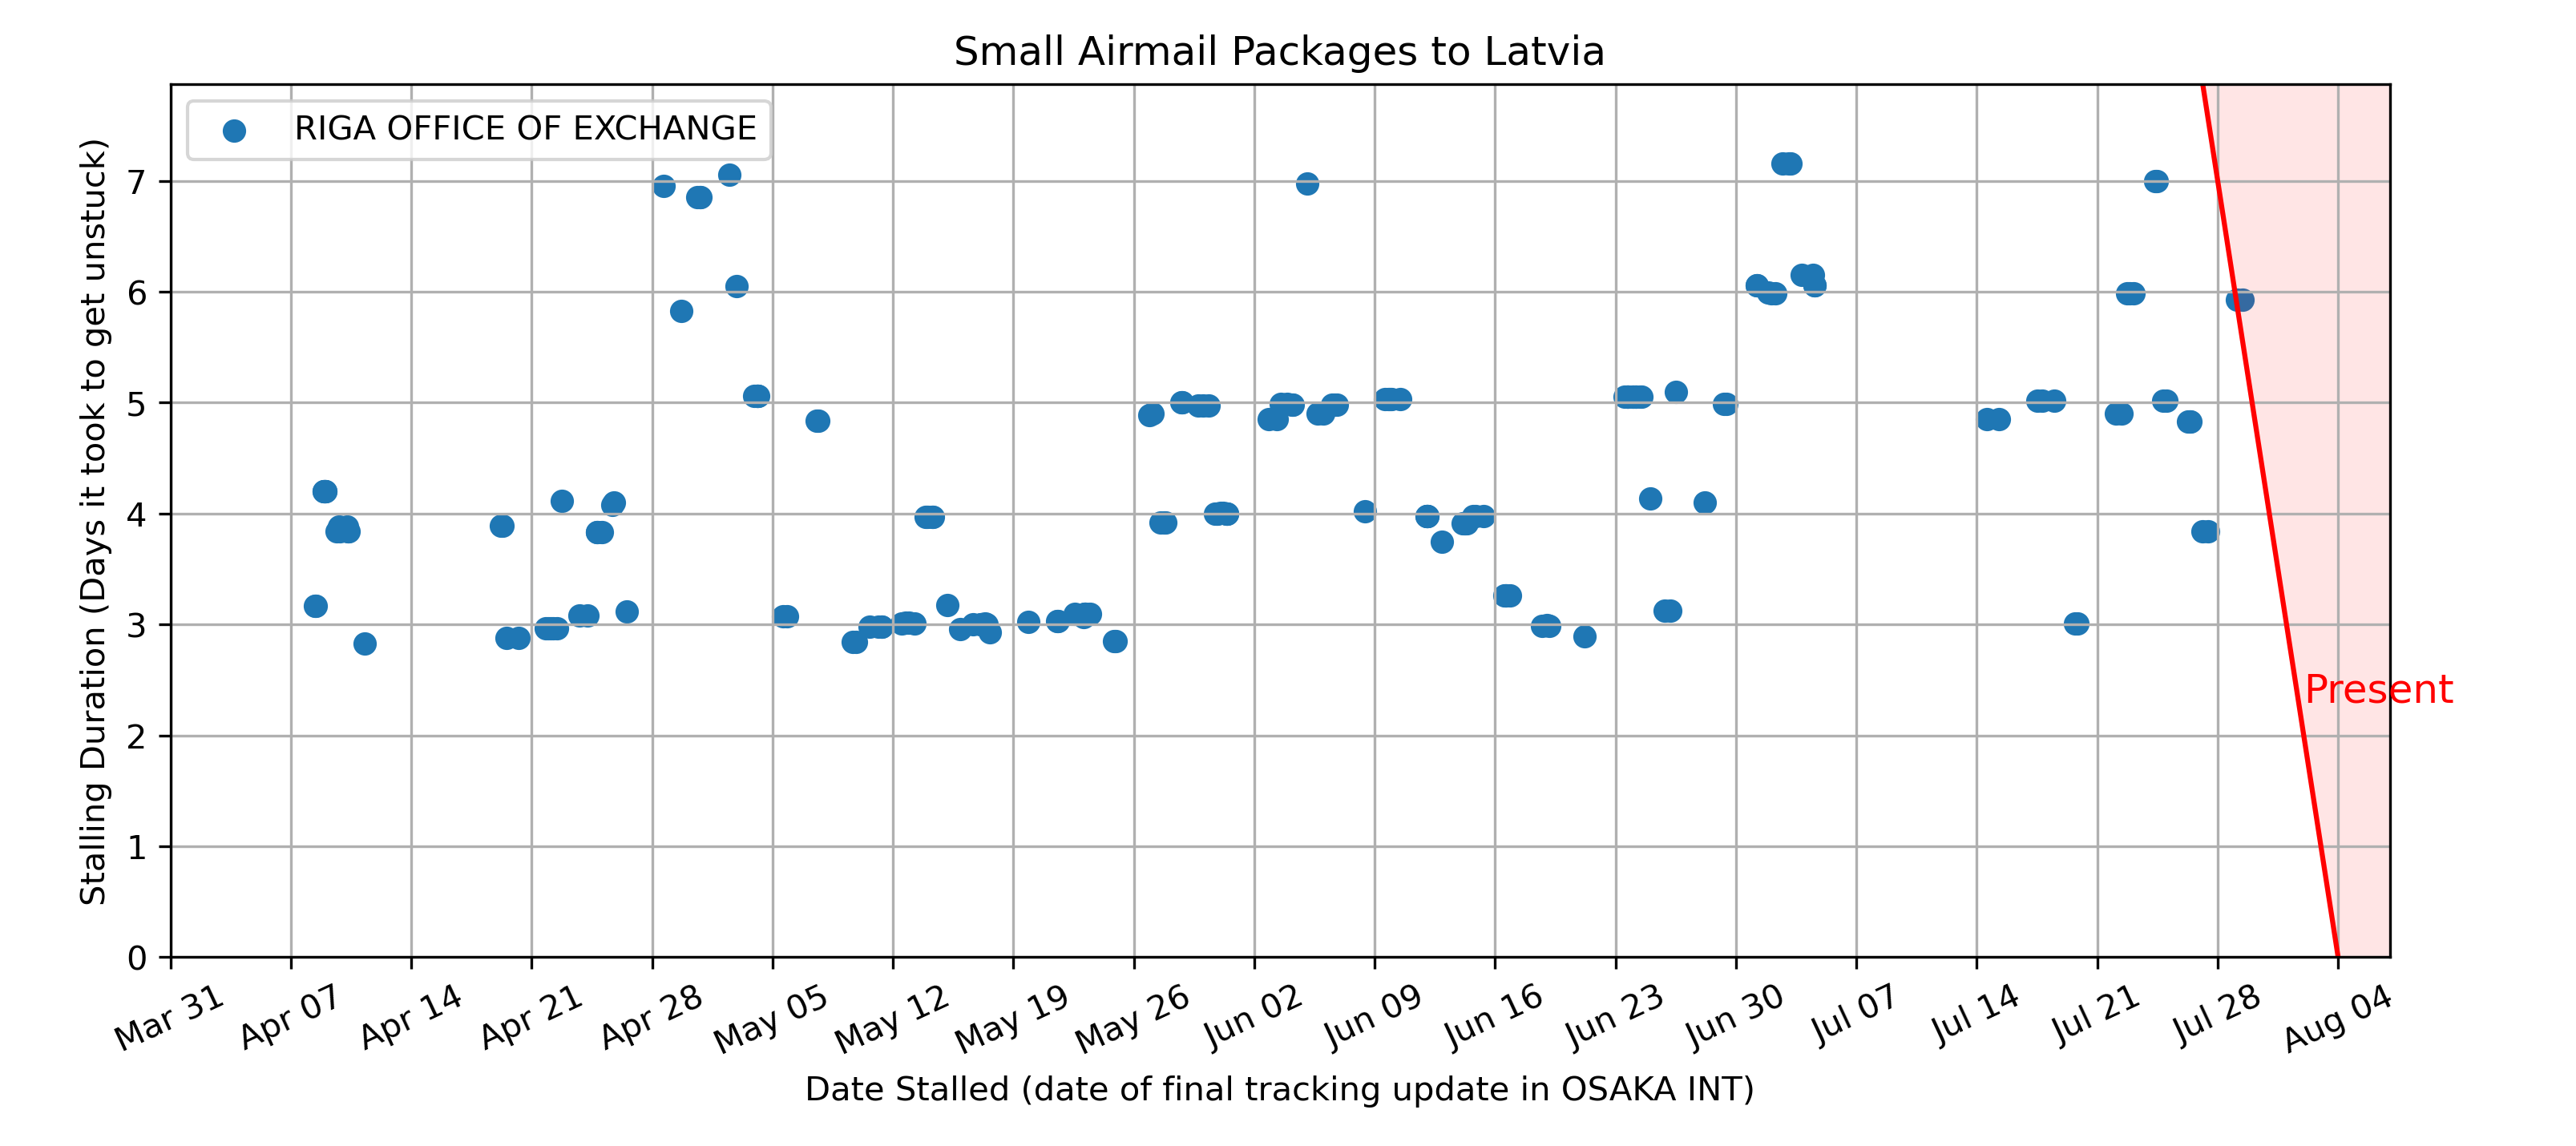 Small Airmail Packages to Latvia
RIGA OFFICE OF EXCHANGE
Stalling Duration (Days it took to get unstuck)
7
6
5
4
3
2
1
0
Present
Mar 31
Apr 07
Apr 14
Apr 21
Apr 28
May 05
May 12
May 19
May 26
Jun 02
Jun 09
Jun 16
Jun 23
Jun 30
Jul 07
Jul 14
Jul 21
Jul 28
Aug 04
Date Stalled (date of final tracking update in OSAKA INT)